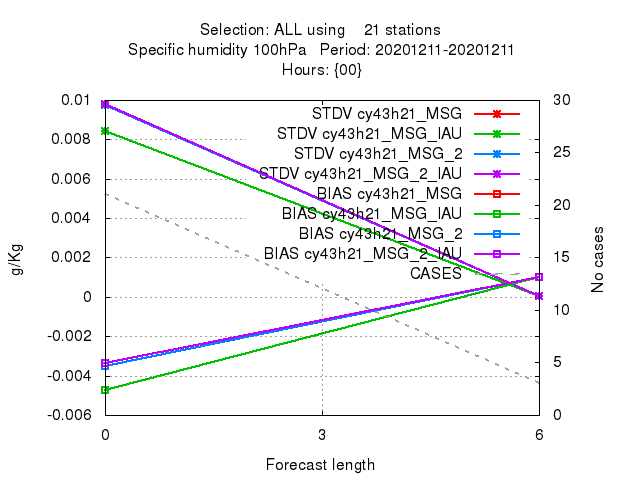 Selection: ALL using    21 stations
Specific humidity 100hPa   Period: 20201211-20201211
Hours: {00}
0.01
0.008
0.006
0.004
0.002
0
-0.002
-0.004
-0.006
g/Kg
STDV cy43h21_MSG
STDV cy43h21_MSG_IAU
STDV cy43h21_MSG_2
STDV cy43h21_MSG_2_IAU
BIAS cy43h21_MSG
BIAS cy43h21_MSG_IAU
BIAS cy43h21_MSG_2
BIAS cy43h21_MSG_2_IAU
CASES
30
25
20
15
10
5
0
No cases
0 3 6
Forecast length